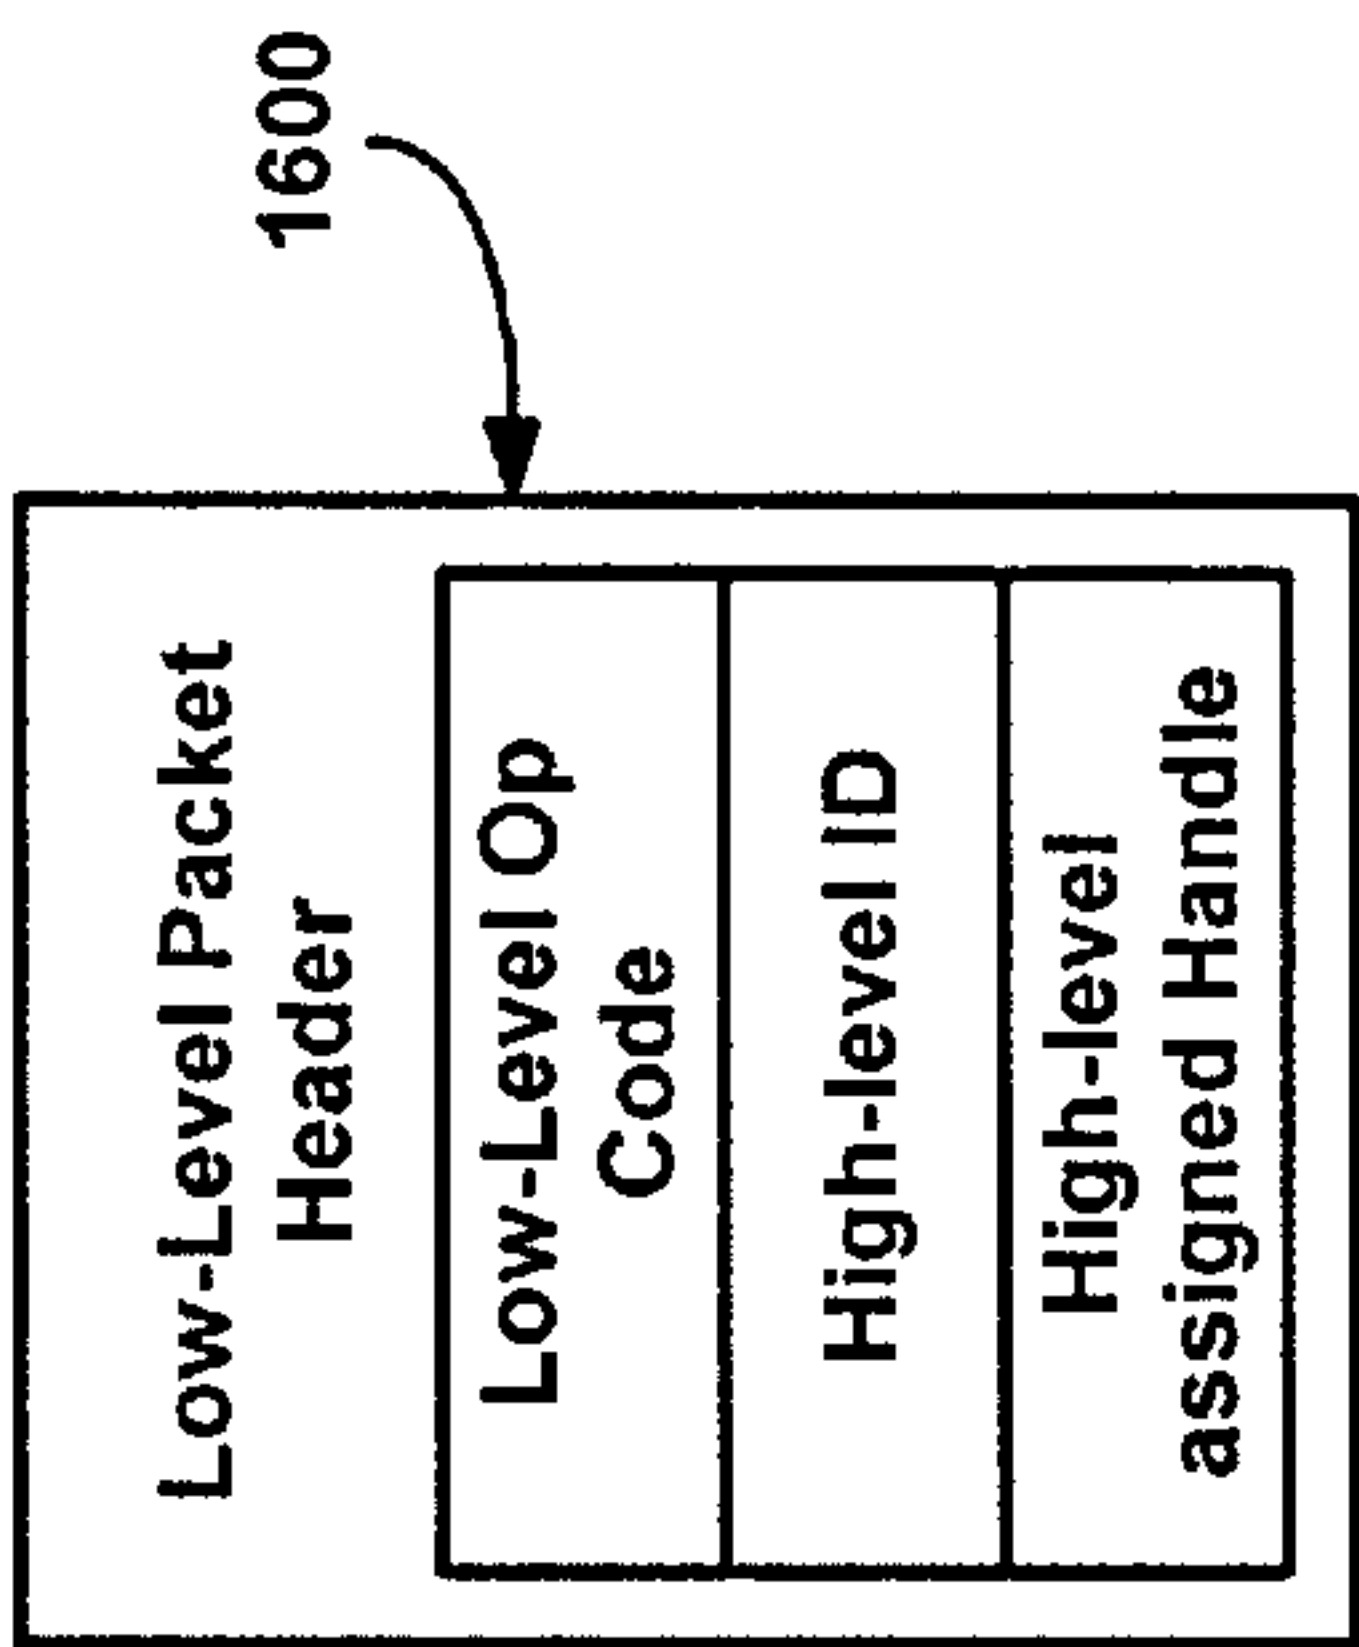 1600
Low-Level Packet
Header
Low-Level Op
Code
High-level ID
High-level
assigned Handle